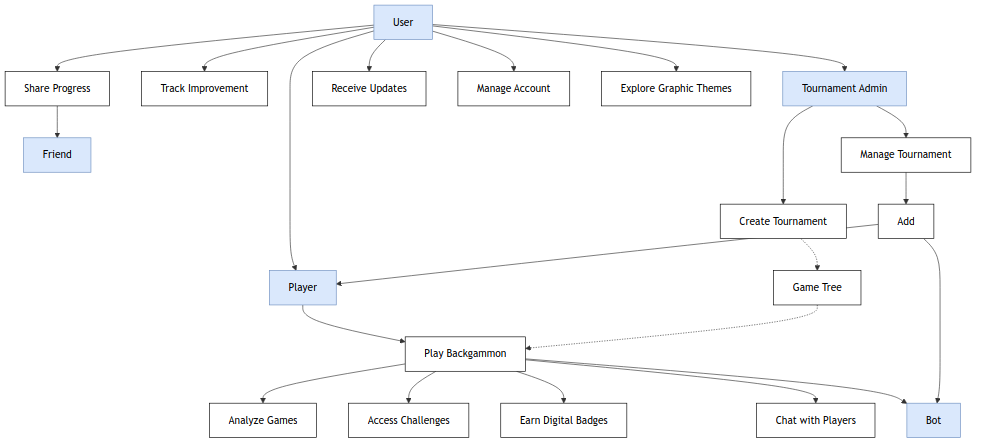 User
Share Progress
Track Improvement
Receive Updates
Manage Account
Explore Graphic Themes
Tournament Admin
Friend
Manage Tournament
Create Tournament
Add
Player
Game Tree
Play Backgammon
Analyze Games
Access Challenges
Earn Digital Badges
Chat with Players
Bot